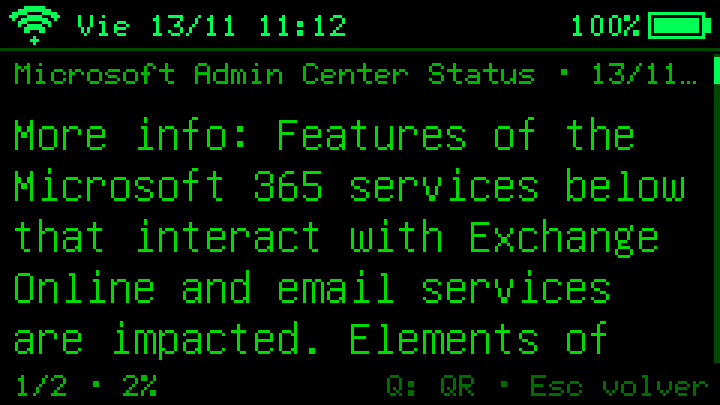 Vie 13/11 11:12 100%
Microsoft Admin Center Status · 13/11…
More info: Features of the
Microsoft 365 services below
that interact with Exchange
Online and email services
are impacted. Elements of
1/2 · 2% Q: QR · Esc volver